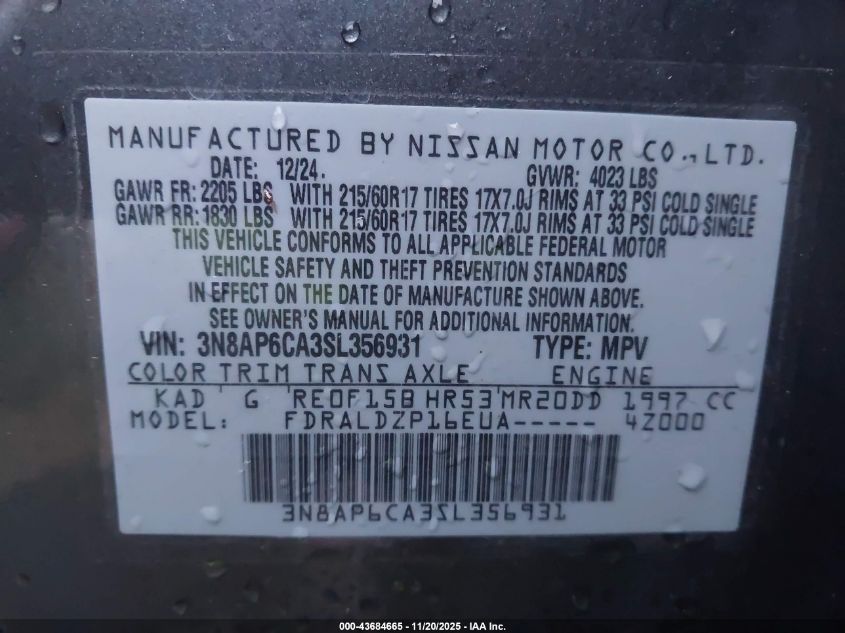 MANUFACTURED BY NISSAN MOTOR CO.,LTD.
DATE: 12/24. GVWR: 4023 LBS
GAWR FR: 2205 LBS WITH 215/60R17 TIRES 17X7.0J RIMS AT 33 PSI COLD SINGLE
GAWR RR: 1830 LBS WITH 215/60R17 TIRES 17X7.0J RIMS AT 33 PSI COLD SINGLE
THIS VEHICLE CONFORMS TO ALL APPLICABLE FEDERAL MOTOR
VEHICLE SAFETY AND THEFT PREVENTION STANDARDS
IN EFFECT ON THE DATE OF MANUFACTURE SHOWN ABOVE.
SEE OWNER'S MANUAL FOR ADDITIONAL INFORMATION.
VIN: 3N8AP6CA3SL356931 TYPE: MPV
COLOR TRIM TRANS AXLE ENGINE
KAD G RE0F15B HR53 MR20DD 1997 CC
MODEL: FDRALDZP16EUA----- 4Z000
3N8AP6CA3SL356931
000-43684665 - 11/20/2025 - IAA Inc.